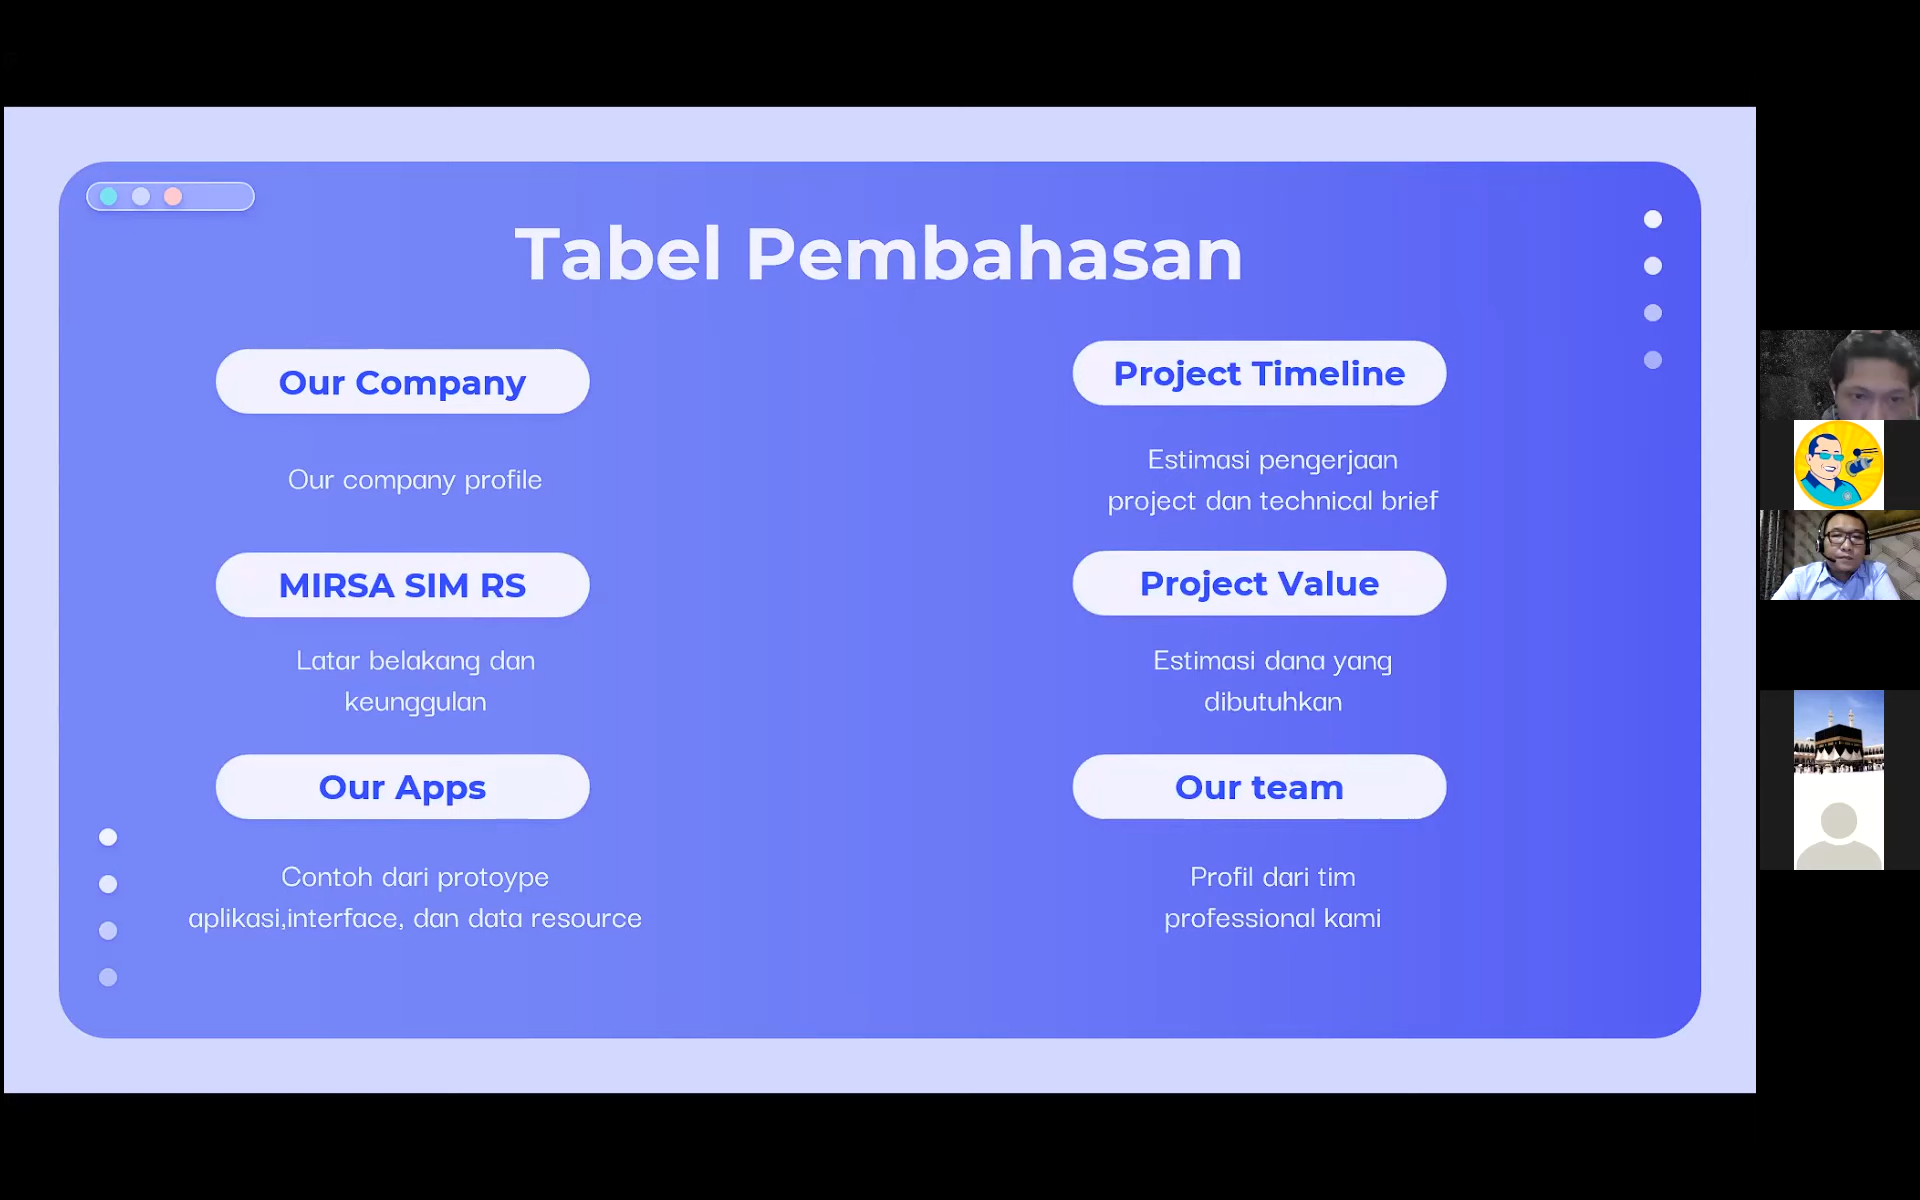 Tabel Pembahasan
Our Company
Our company profile
MIRSA SIM RS
Latar belakang dan
keunggulan
Our Apps
Contoh dari protoype
aplikasi,interface, dan data resource
Project Timeline
Estimasi pengerjaan
project dan technical brief
Project Value
Estimasi dana yang
dibutuhkan
Our team
Profil dari tim
professional kami